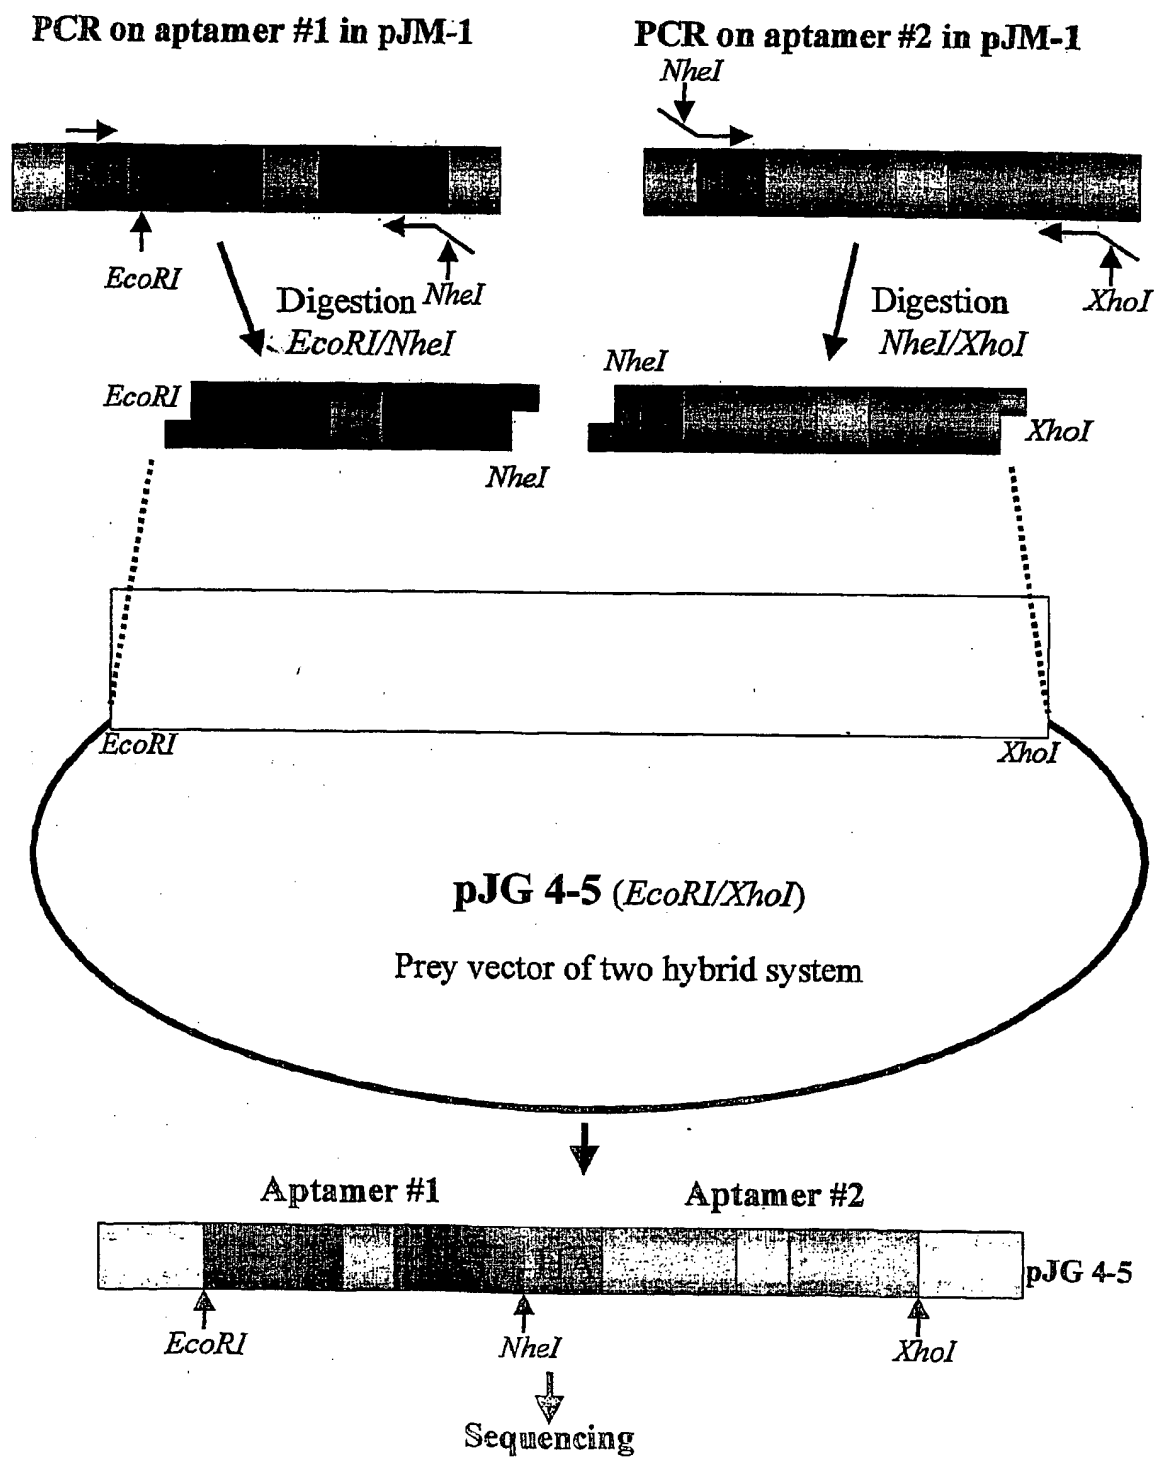 PCR on aptamer #1 in pJM-1
PCR on aptamer #2 in pJM-1
NheI
EcoRI
NheI
XhoI
Digestion
EcoRI/NheI
Digestion
NheI/XhoI
EcoRI
NheI
NheI
XhoI
EcoRI
XhoI
pJG 4-5 (EcoRI/XhoI)
Prey vector of two hybrid system
Aptamer #1
Aptamer #2
HA
pJG 4-5
EcoRI
NheI
XhoI
Sequencing